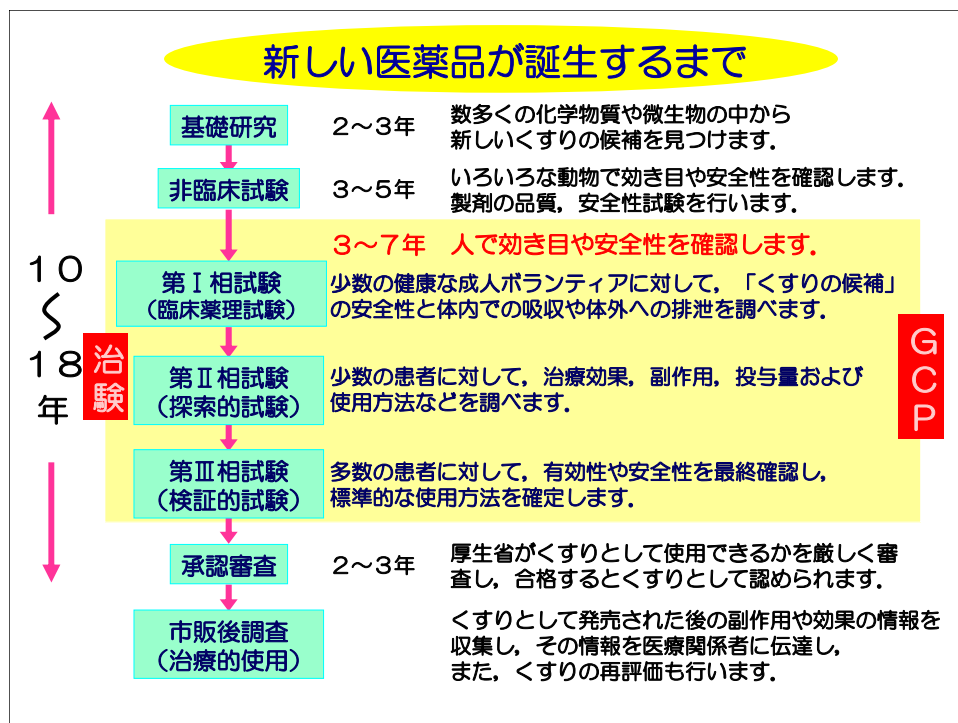 新しい医薬品が誕生するまで
基礎研究
２～３年
数多くの化学物質や微生物の中から
新しいくすりの候補を見つけます．
非臨床試験
３～５年
いろいろな動物で効き目や安全性を確認します．
製剤の品質，安全性試験を行います．
１０
～
１８
年
治
験
３～７年　人で効き目や安全性を確認します．
第Ⅰ相試験
（臨床薬理試験）
少数の健康な成人ボランティアに対して，「くすりの候補」
の安全性と体内での吸収や体外への排泄を調べます．
第Ⅱ相試験
（探索的試験）
少数の患者に対して，治療効果，副作用，投与量および
使用方法などを調べます．
第Ⅲ相試験
（検証的試験）
多数の患者に対して，有効性や安全性を最終確認し，
標準的な使用方法を確定します．
Ｇ
Ｃ
Ｐ
承認審査
２～３年
厚生省がくすりとして使用できるかを厳しく審
査し，合格するとくすりとして認められます．
市販後調査
（治療的使用）
くすりとして発売された後の副作用や効果の情報を
収集し，その情報を医療関係者に伝達し，
また，くすりの再評価も行います．